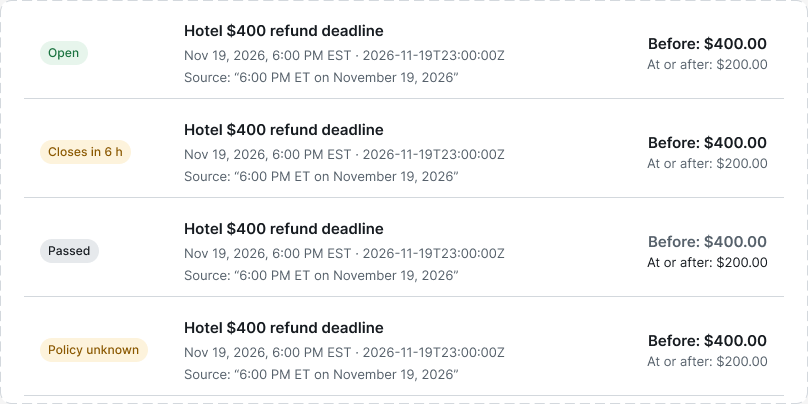 Open
Hotel $400 refund deadline
Nov 19, 2026, 6:00 PM EST · 2026-11-19T23:00:00Z
Source: “6:00 PM ET on November 19, 2026”
Before: $400.00
At or after: $200.00
Closes in 6 h
Hotel $400 refund deadline
Nov 19, 2026, 6:00 PM EST · 2026-11-19T23:00:00Z
Source: “6:00 PM ET on November 19, 2026”
Before: $400.00
At or after: $200.00
Passed
Hotel $400 refund deadline
Nov 19, 2026, 6:00 PM EST · 2026-11-19T23:00:00Z
Source: “6:00 PM ET on November 19, 2026”
Before: $400.00
At or after: $200.00
Policy unknown
Hotel $400 refund deadline
Nov 19, 2026, 6:00 PM EST · 2026-11-19T23:00:00Z
Source: “6:00 PM ET on November 19, 2026”
Before: $400.00
At or after: $200.00